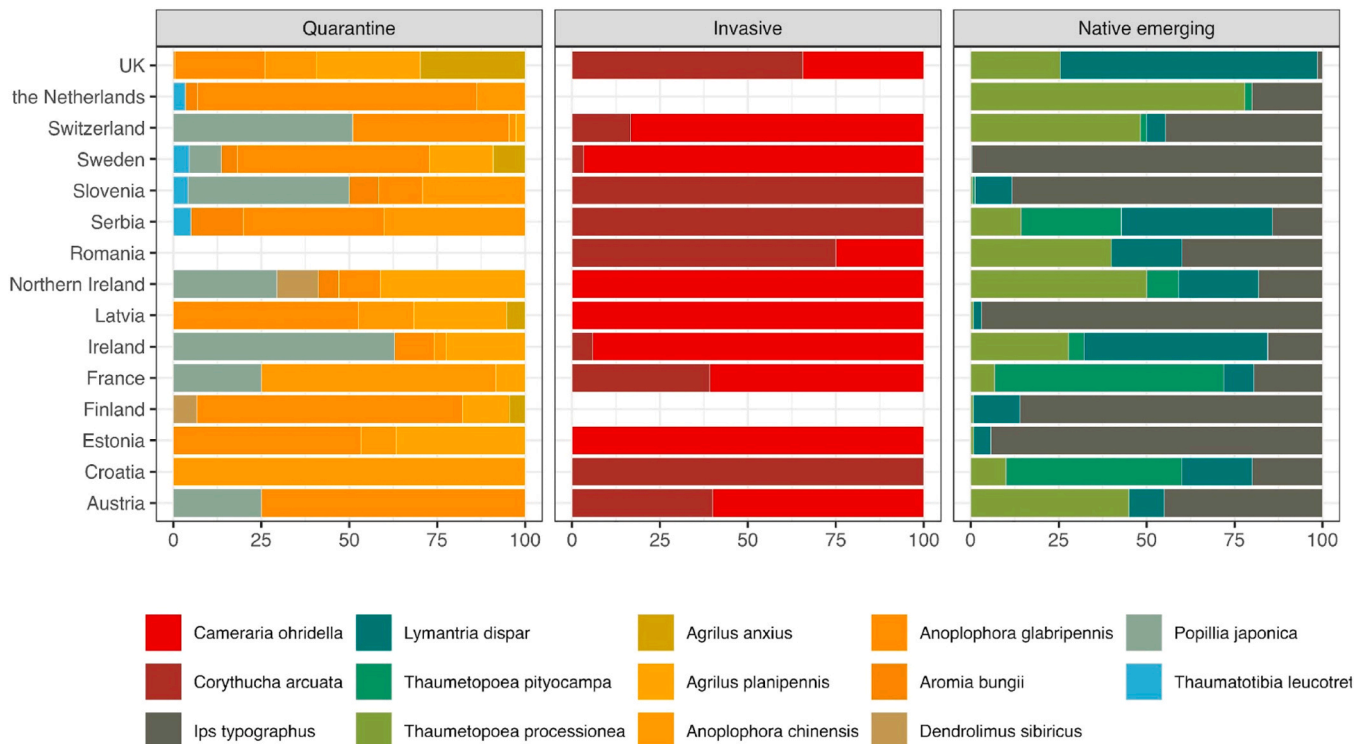 Quarantine Invasive Native emerging
UK
the Netherlands
Switzerland
Sweden
Slovenia
Serbia
Romania
Northern Ireland
Latvia
Ireland
France
Finland
Estonia
Croatia
Austria
0 25 50 75 100 0 25 50 75 100 0 25 50 75 100
Cameraria ohridella Lymantria dispar Agrilus anxius Anoplophora glabripennis Popillia japonica
Corythucha arcuata Thaumetopoea pityocampa Agrilus planipennis Aromia bungii Thaumatotibia leucotret
Ips typographus Thaumetopoea processionea Anoplophora chinensis Dendrolimus sibiricus